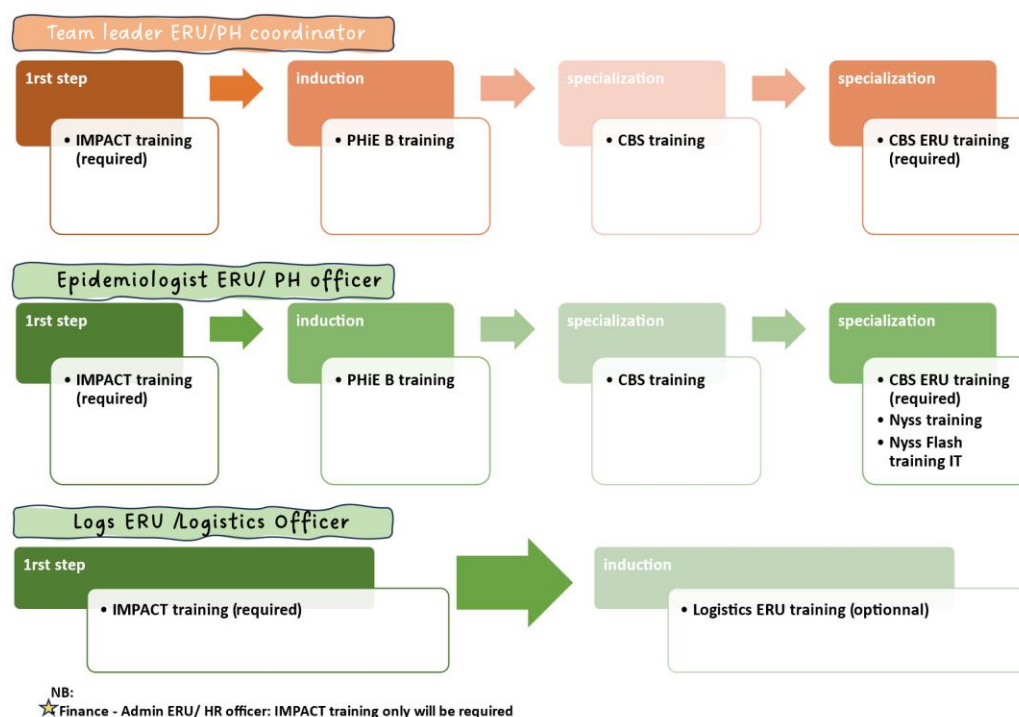 Team leader ERU/PH coordinator
1rst step
induction
specialization
specialization
• IMPACT training
(required)
• PHiE B training
• CBS training
• CBS ERU training
(required)
Epidemiologist ERU/ PH officer
1rst step
induction
specialization
specialization
• IMPACT training
(required)
• PHiE B training
• CBS training
• CBS ERU training
(required)
• Nyss training
• Nyss Flash
training IT
Logs ERU /Logistics Officer
1rst step
induction
• IMPACT training (required)
• Logistics ERU training (optionnal)
NB:
Finance - Admin ERU/ HR officer: IMPACT training only will be required